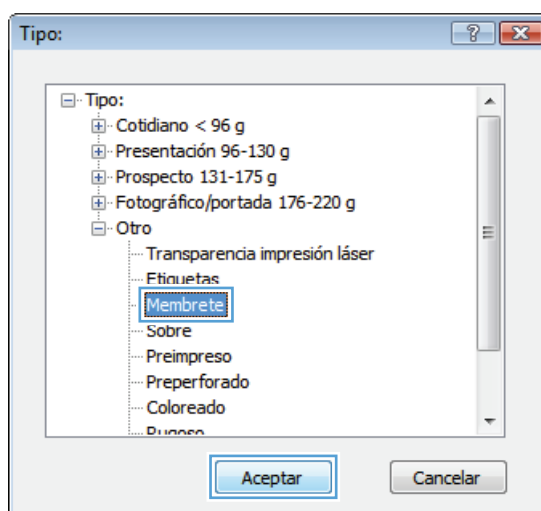 Tipo:
Tipo:
Cotidiano < 96 g
Presentación 96-130 g
Prospecto 131-175 g
Fotográfico/portada 176-220 g
Otro
Transparencia impresión láser
Etiquetas
Membrete
Sobre
Preimpreso
Preperforado
Coloreado
Rugoso
Aceptar Cancelar